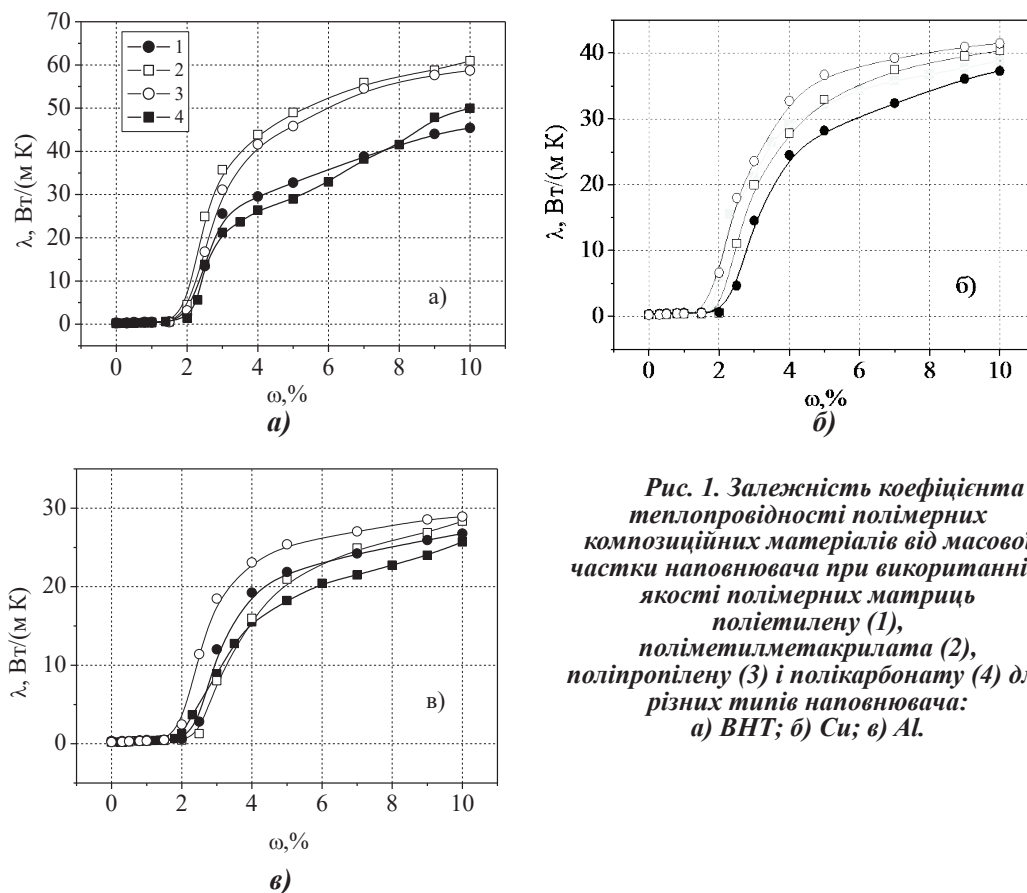 70
60
50
40
30
20
10
0
λ, Вт/(м К)
1
2
3
4
а)
0 2 4 6 8 10
ω,%
а)
40
30
20
10
0
λ, Вт/(м К)
б)
0 2 4 6 8 10
ω,%
б)
30
20
10
0
λ, Вт/(м К)
в)
0 2 4 6 8 10
ω,%
в)
Рис. 1. Залежність коефіцієнта
теплопровідності полімерних
композиційних матеріалів від масової
частки наповнювача при викоританні
якості полімерних матриць
поліетилену (1),
поліметилметакрилата (2),
поліпропілену (3) і полікарбонату (4) дл
різних типів наповнювача:
а) ВНТ; б) Cu; в) Al.